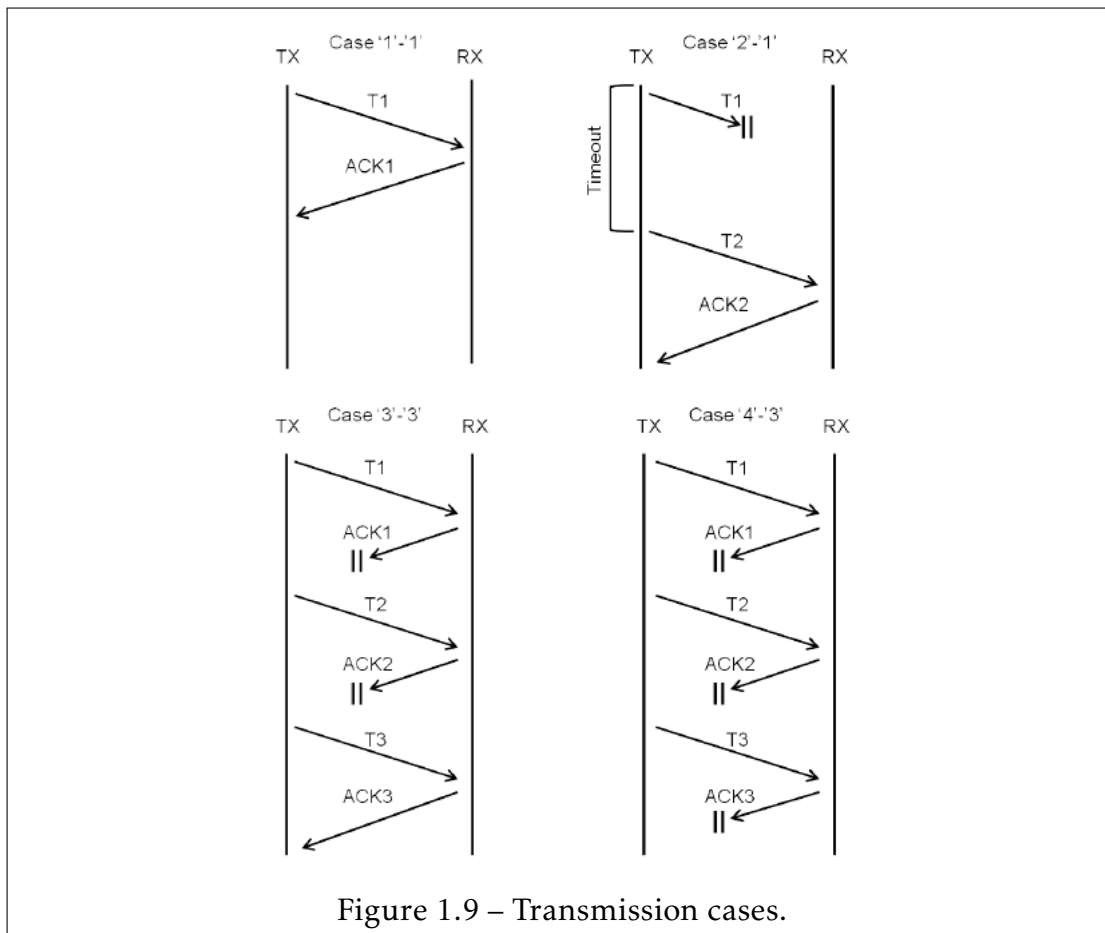 Case '1'-'1'
TX
RX
T1
ACK1
Case '2'-'1'
TX
RX
T1
Timeout
T2
ACK2
Case '3'-'3'
TX
RX
T1
ACK1
T2
ACK2
T3
ACK3
Case '4'-'3'
TX
RX
T1
ACK1
T2
ACK2
T3
ACK3
Figure 1.9 – Transmission cases.